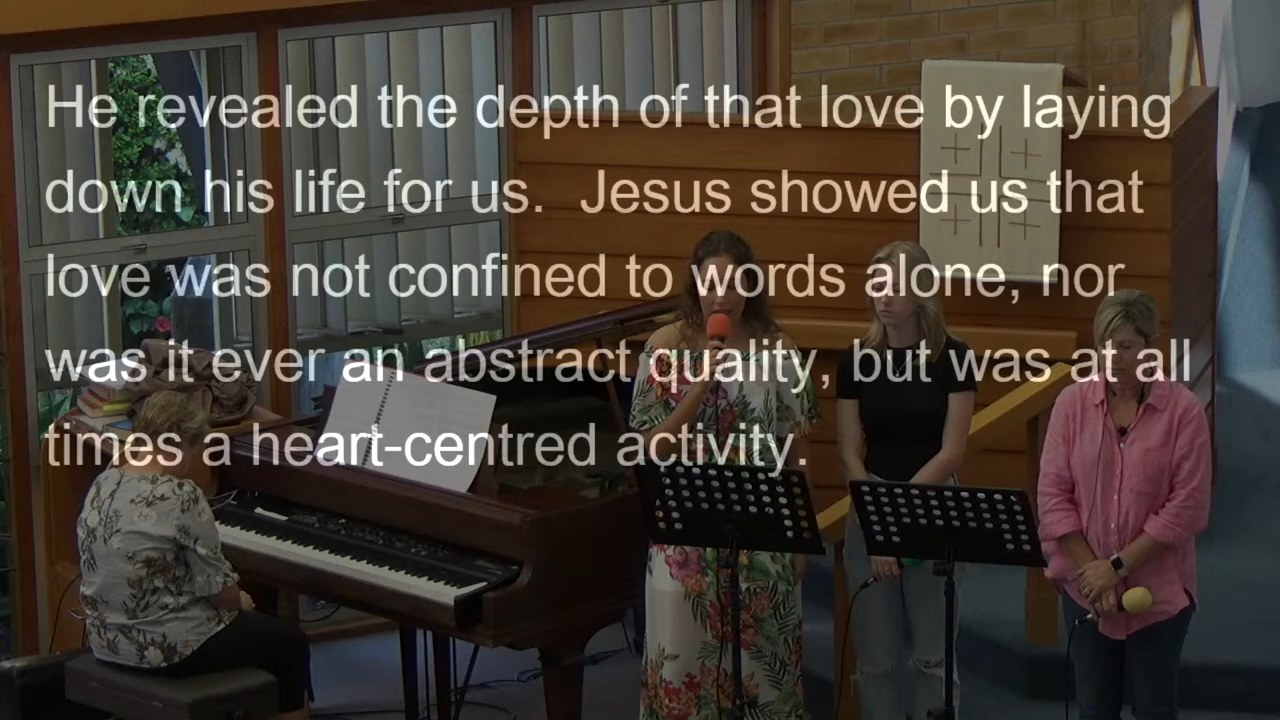 He revealed the depth of that love by laying
down his life for us.  Jesus showed us that
love was not confined to words alone, nor
was it ever an abstract quality, but was at all
times a heart-centred activity.